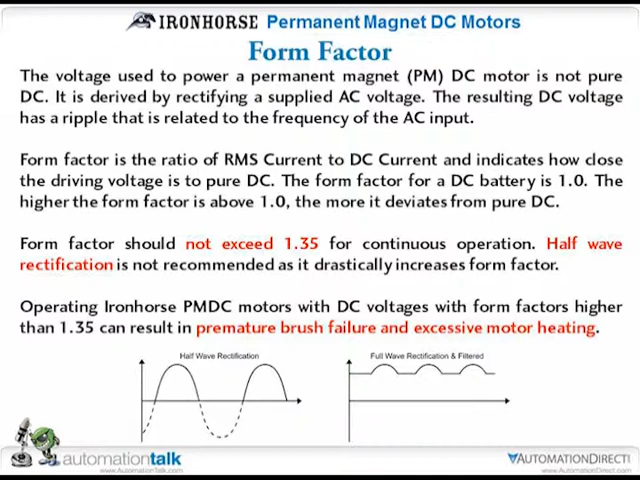 IRONHORSE Permanent Magnet DC Motors
Form Factor
The voltage used to power a permanent magnet (PM) DC motor is not pure
DC. It is derived by rectifying a supplied AC voltage. The resulting DC voltage
has a ripple that is related to the frequency of the AC input.
Form factor is the ratio of RMS Current to DC Current and indicates how close
the driving voltage is to pure DC. The form factor for a DC battery is 1.0. The
higher the form factor is above 1.0, the more it deviates from pure DC.
Form factor should not exceed 1.35 for continuous operation. Half wave
rectification is not recommended as it drastically increases form factor.
Operating Ironhorse PMDC motors with DC voltages with form factors higher
than 1.35 can result in premature brush failure and excessive motor heating.
Half Wave Rectification
Full Wave Rectification & Filtered
automationtalk
www.AutomationDirect.com
AUTOMATIONDIRECT
www.AutomationDirect.com